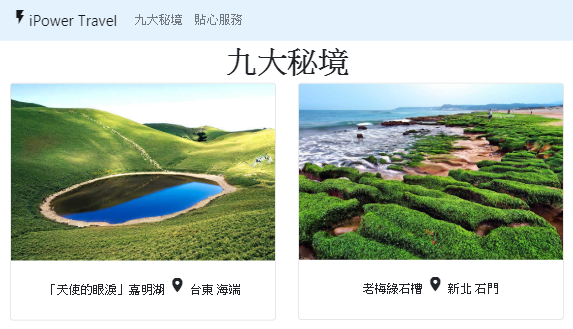 iPower Travel 九大秘境 貼心服務
九大秘境
「天使的眼淚」嘉明湖 台東 海端
老梅綠石槽 新北 石門